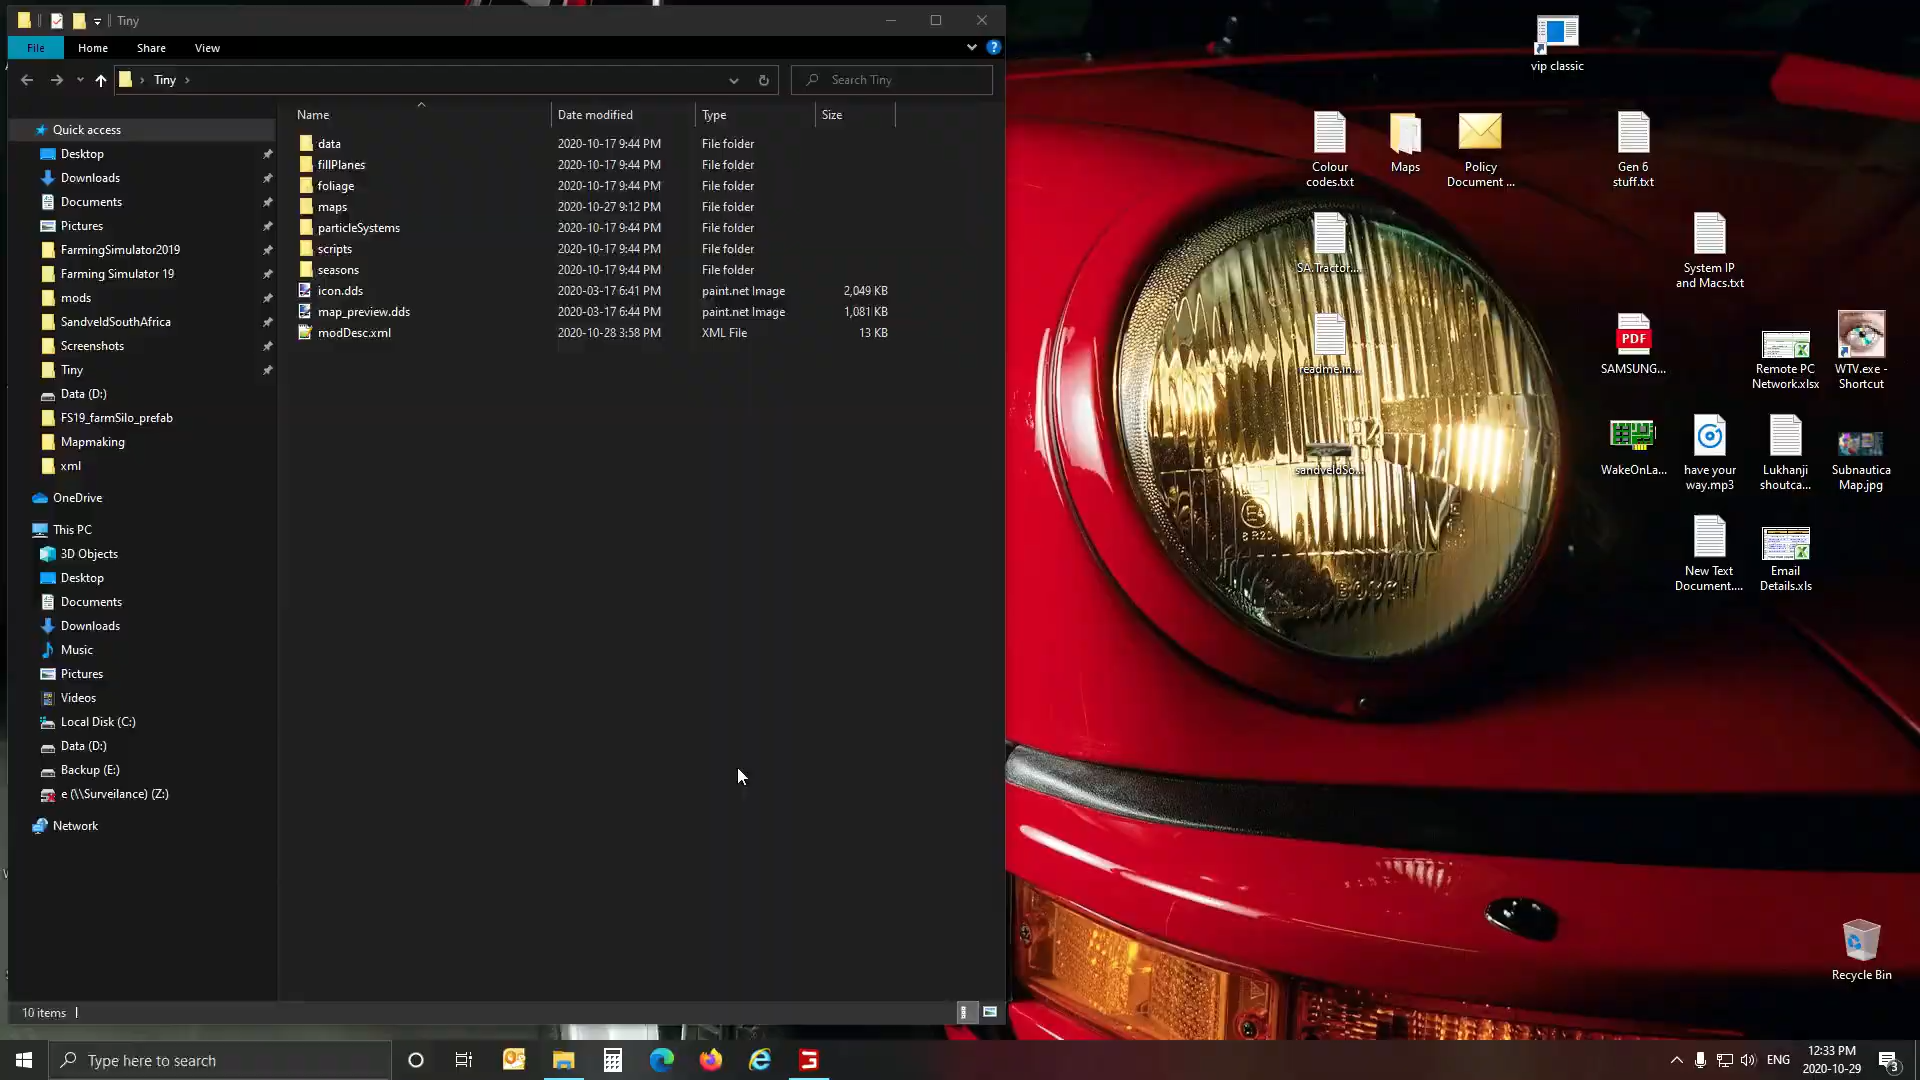 Tiny
File
Home
Share
View
Tiny
Search Tiny
Name
Date modified
Type
Size
Quick access
Desktop
Downloads
Documents
Pictures
FarmingSimulator2019
Farming Simulator 19
mods
SandveldSouthAfrica
Screenshots
Tiny
Data (D:)
FS19_farmSilo_prefab
Mapmaking
xml
OneDrive
This PC
3D Objects
Desktop
Documents
Downloads
Music
Pictures
Videos
Local Disk (C:)
Data (D:)
Backup (E:)
e (\\Surveilance) (Z:)
Network
data 2020-10-17 9:44 PM File folder
fillPlanes 2020-10-17 9:44 PM File folder
foliage 2020-10-17 9:44 PM File folder
maps 2020-10-27 9:12 PM File folder
particleSystems 2020-10-17 9:44 PM File folder
scripts 2020-10-17 9:44 PM File folder
seasons 2020-10-17 9:44 PM File folder
icon.dds 2020-03-17 6:41 PM paint.net Image 2,049 KB
map_preview.dds 2020-03-17 6:44 PM paint.net Image 1,081 KB
modDesc.xml 2020-10-28 3:58 PM XML File 13 KB
10 items
vip classic
Colour
codes.txt
Maps
Policy
Document ...
Gen 6
stuff.txt
SA.Tractor....
System IP
and Macs.txt
readme.in...
PDF
SAMSUNG...
Remote PC
Network.xlsx
WTV.exe -
Shortcut
sandveldSo...
WakeOnLa...
have your
way.mp3
Lukhanji
shoutca...
Subnautica
Map.jpg
New Text
Document....
Email
Details.xls
BOSCH
Recycle Bin
Type here to search
ENG
12:33 PM
2020-10-29
3